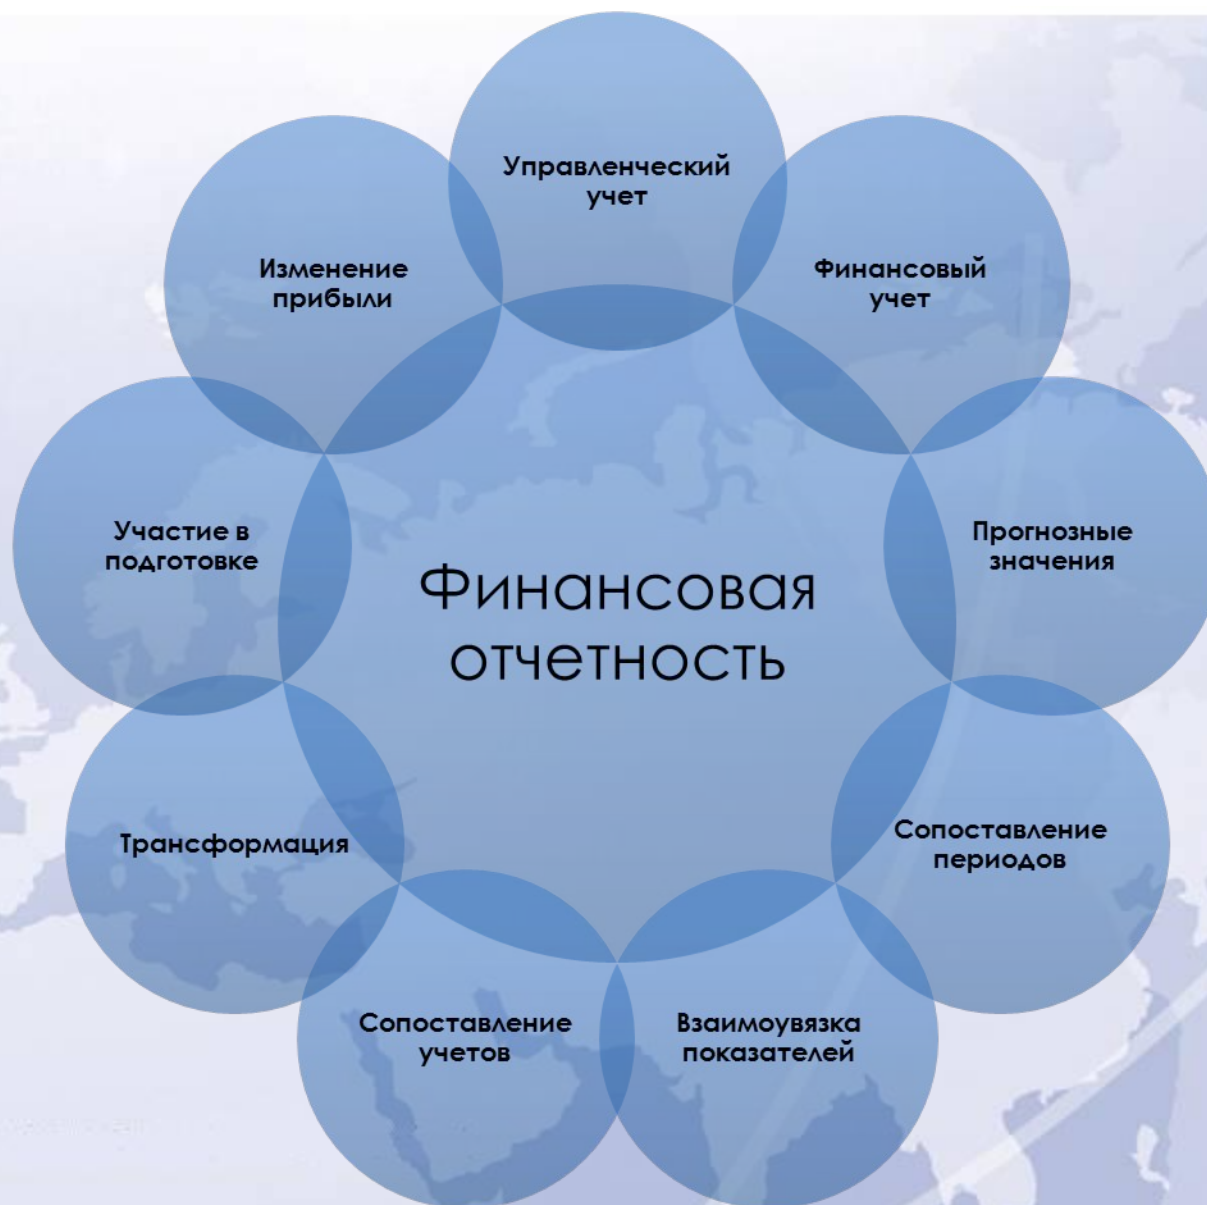 Управленческий
учет
Финансовый
учет
Прогнозные
значения
Сопоставление
периодов
Взаимоувязка
показателей
Сопоставление
учетов
Трансформация
Участие в
подготовке
Изменение
прибыли
Финансовая
отчетность